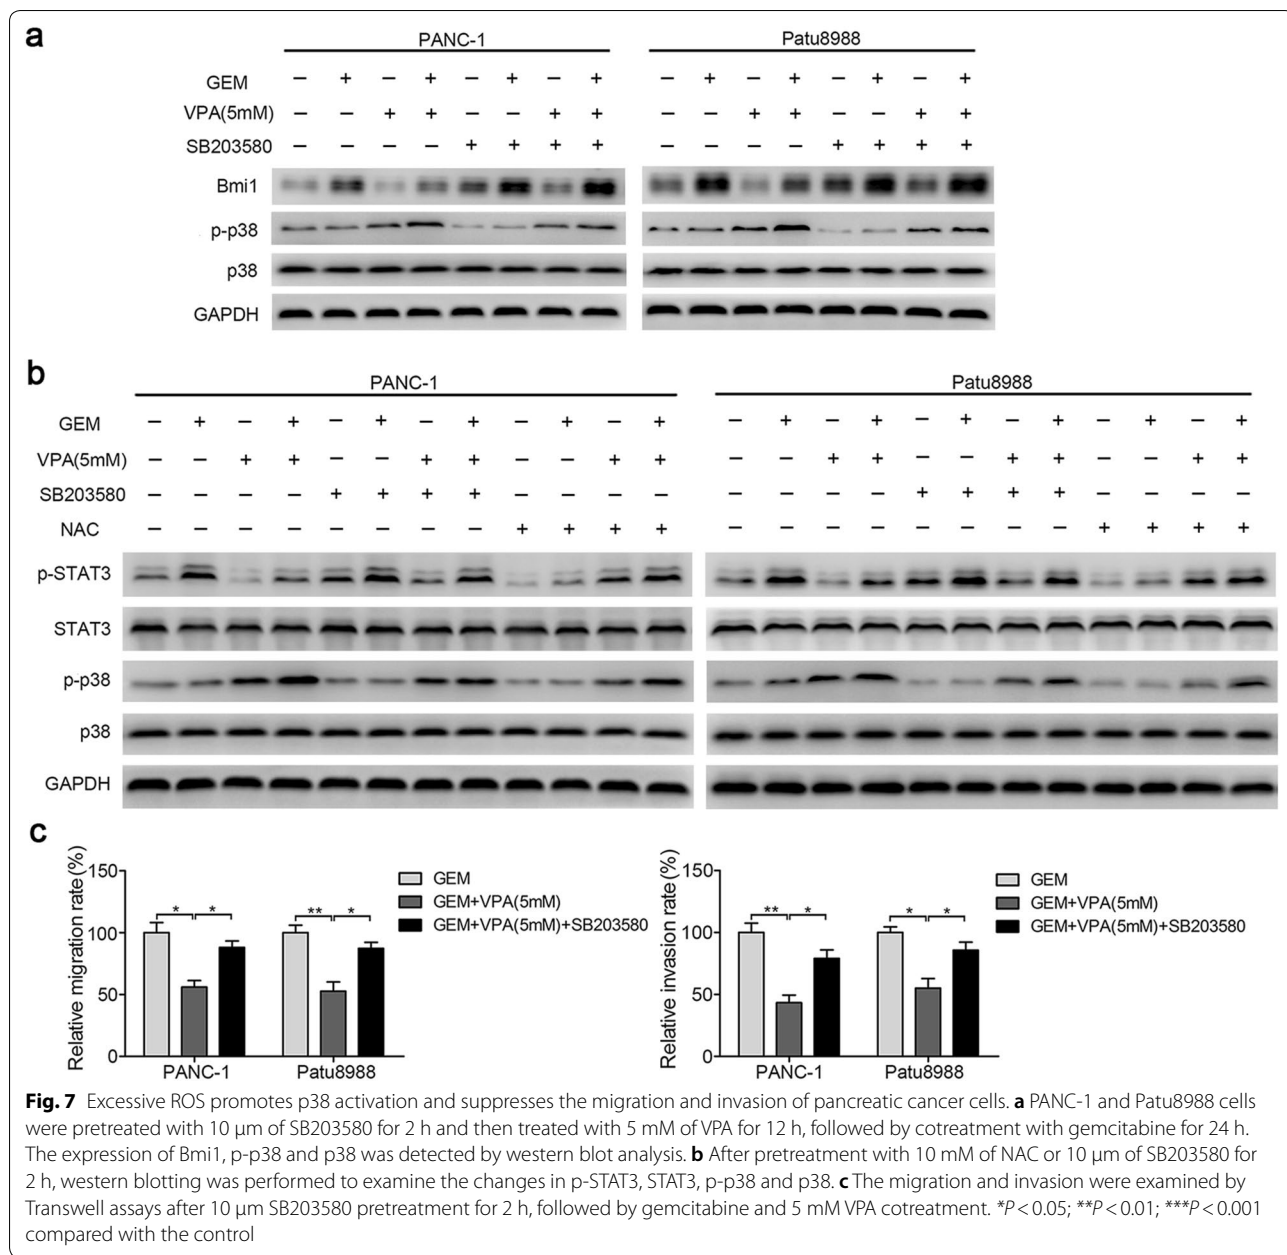 a
PANC-1 Patu8988
GEM − + − + − + − + − + − + − + − +
VPA(5mM) − − + + − − + + − − + + − − + +
SB203580 − − − − + + + + − − − − + + + +
Bmi1
p-p38
p38
GAPDH
b
PANC-1 Patu8988
GEM − + − + − + − + − + − + − + − + − + − + − + − +
VPA(5mM) − − + + − − + + − − + + − − + + − − + + − − + +
SB203580 − − − − + + + + − − − − − − − − + + + + − − − −
NAC − − − − − − − − + + + + − − − − − − − − + + + +
p-STAT3
STAT3
p-p38
p38
GAPDH
c
Relative migration rate(%)
150
100
50
0
* * ** *
PANC-1 Patu8988
GEM
GEM+VPA(5mM)
GEM+VPA(5mM)+SB203580
Relative invasion rate(%)
150
100
50
0
** * * *
PANC-1 Patu8988
GEM
GEM+VPA(5mM)
GEM+VPA(5mM)+SB203580
Fig. 7 Excessive ROS promotes p38 activation and suppresses the migration and invasion of pancreatic cancer cells. a PANC-1 and Patu8988 cells
were pretreated with 10 μm of SB203580 for 2 h and then treated with 5 mM of VPA for 12 h, followed by cotreatment with gemcitabine for 24 h.
The expression of Bmi1, p-p38 and p38 was detected by western blot analysis. b After pretreatment with 10 mM of NAC or 10 μm of SB203580 for
2 h, western blotting was performed to examine the changes in p-STAT3, STAT3, p-p38 and p38. c The migration and invasion were examined by
Transwell assays after 10 μm SB203580 pretreatment for 2 h, followed by gemcitabine and 5 mM VPA cotreatment. *P < 0.05; **P < 0.01; ***P < 0.001
compared with the control